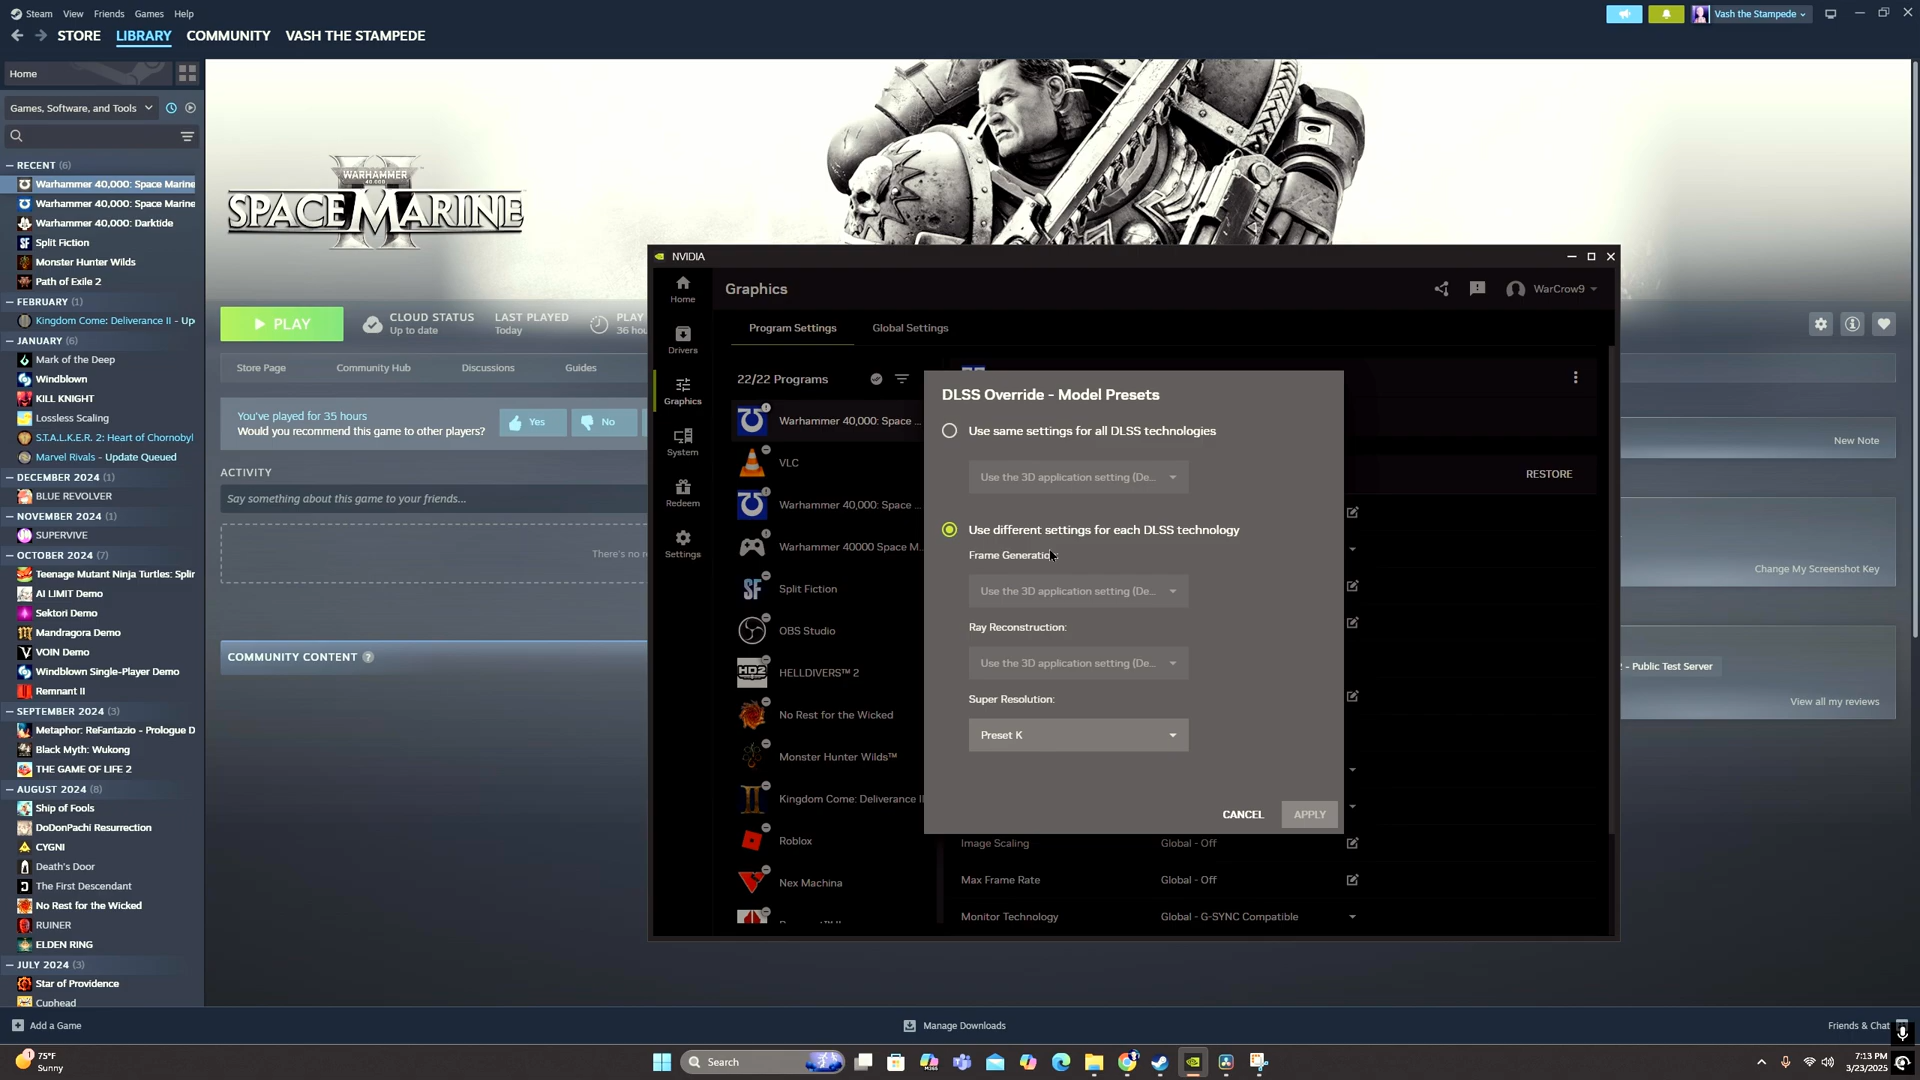 Steam View Friends Games Help
Vash the Stampede
STORE LIBRARY COMMUNITY VASH THE STAMPEDE
Home
Games, Software, and Tools
RECENT (6)
Warhammer 40,000: Space Marine
Warhammer 40,000: Space Marine
Warhammer 40,000: Darktide
Split Fiction
Monster Hunter Wilds
Path of Exile 2
FEBRUARY (1)
Kingdom Come: Deliverance II - Up
JANUARY (6)
Mark of the Deep
Windblown
KILL KNIGHT
Lossless Scaling
S.T.A.L.K.E.R. 2: Heart of Chornobyl
Marvel Rivals - Update Queued
DECEMBER 2024 (1)
BLUE REVOLVER
NOVEMBER 2024 (1)
SUPERVIVE
OCTOBER 2024 (7)
Teenage Mutant Ninja Turtles: Splin
AI LIMIT Demo
Sektori Demo
Mandragora Demo
VOIN Demo
Windblown Single-Player Demo
Remnant II
SEPTEMBER 2024 (3)
Metaphor: ReFantazio - Prologue D
Black Myth: Wukong
THE GAME OF LIFE 2
AUGUST 2024 (8)
Ship of Fools
DoDonPachi Resurrection
CYGNI
Death's Door
The First Descendant
No Rest for the Wicked
RUINER
ELDEN RING
JULY 2024 (3)
Star of Providence
Cuphead
WARHAMMER
40,000
SPACE MARINE
II
PLAY
CLOUD STATUS
Up to date
LAST PLAYED
Today
PLAY
36 hou
Store Page Community Hub Discussions Guides
You've played for 35 hours
Would you recommend this game to other players?
Yes
No
ACTIVITY
Say something about this game to your friends...
There's no r
COMMUNITY CONTENT ?
NVIDIA
Home
Drivers
Graphics
System
Redeem
Settings
Graphics
WarCrow9
Program Settings Global Settings
22/22 Programs
Warhammer 40,000: Space ...
VLC
Warhammer 40,000: Space ...
Warhammer 40000 Space M...
Split Fiction
OBS Studio
HELLDIVERS™ 2
No Rest for the Wicked
Monster Hunter Wilds™
Kingdom Come: Deliverance II
Roblox
Nex Machina
RESTORE
DLSS Override - Model Presets
Use same settings for all DLSS technologies
Use the 3D application setting (De...
Use different settings for each DLSS technology
Frame Generation:
Use the 3D application setting (De...
Ray Reconstruction:
Use the 3D application setting (De...
Super Resolution:
Preset K
CANCEL APPLY
Image Scaling Global - Off
Max Frame Rate Global - Off
Monitor Technology Global - G-SYNC Compatible
New Note
Change My Screenshot Key
- Public Test Server
View all my reviews
Add a Game
Manage Downloads
Friends & Chat
75°F
Sunny
Search
7:13 PM
3/23/2025